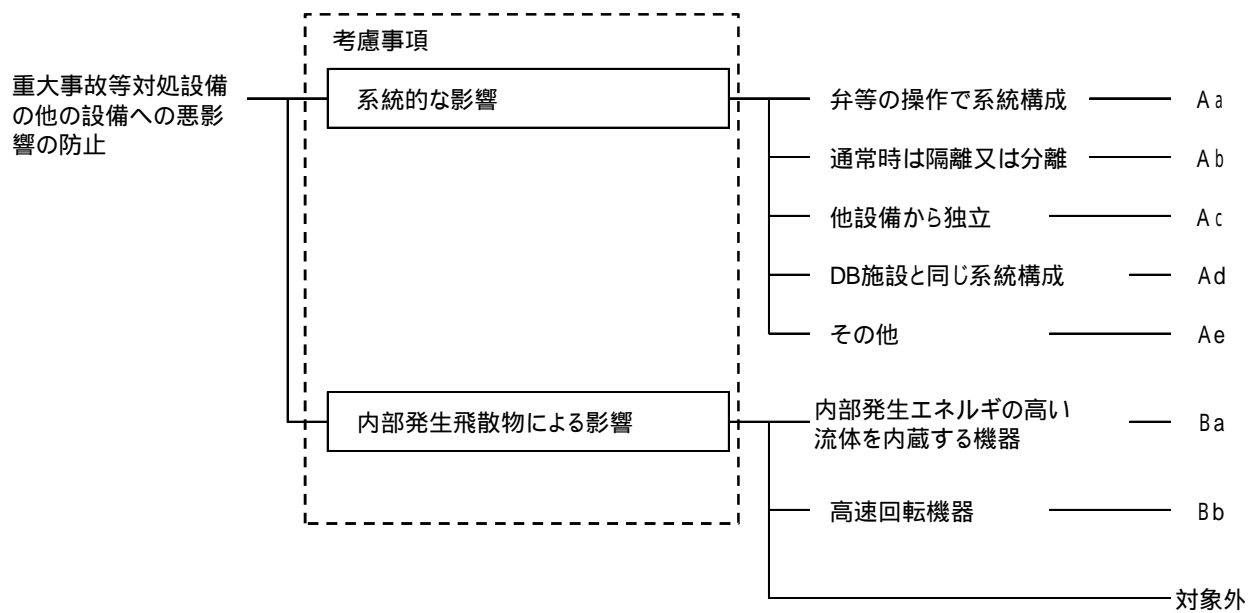 考慮事項
重大事故等対処設備
の他の設備への悪影
響の防止
系統的な影響
弁等の操作で系統構成 Aa
通常時は隔離又は分離 Ab
他設備から独立 Ac
DB施設と同じ系統構成 Ad
その他 Ae
内部発生飛散物による影響
内部発生エネルギの高い
流体を内蔵する機器 Ba
高速回転機器 Bb
対象外